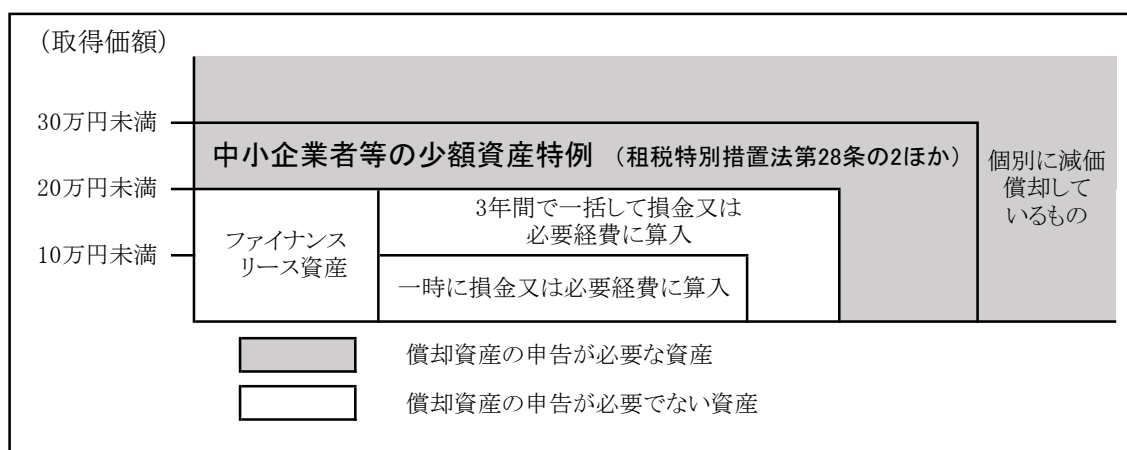 (取得価額)
30万円未満
中小企業者等の少額資産特例 (租税特別措置法第28条の2ほか)
個別に減価
償却して
いるもの
20万円未満
3年間で一括して損金又は
必要経費に算入
ファイナンス
リース資産
10万円未満
一時に損金又は必要経費に算入
償却資産の申告が必要な資産
償却資産の申告が必要でない資産